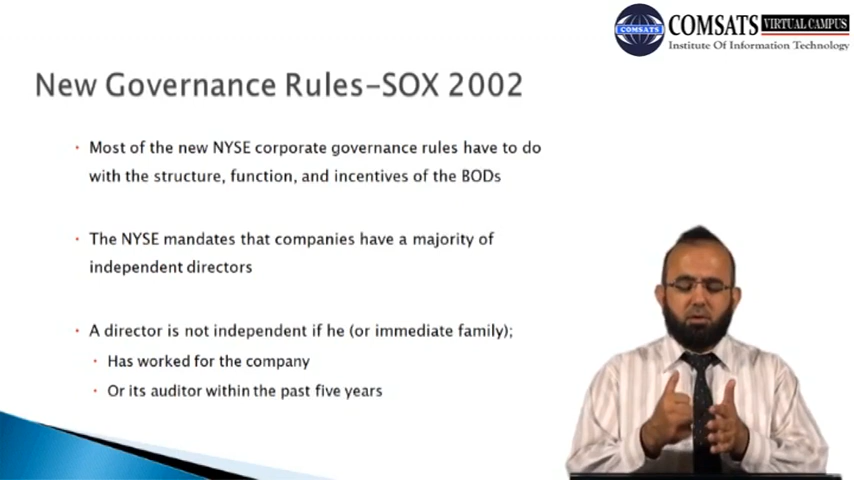 COMSATS VIRTUAL CAMPUS
COMSATS
Institute Of Information Technology
New Governance Rules-SOX 2002
• Most of the new NYSE corporate governance rules have to do
with the structure, function, and incentives of the BODs
• The NYSE mandates that companies have a majority of
independent directors
• A director is not independent if he (or immediate family);
• Has worked for the company
• Or its auditor within the past five years